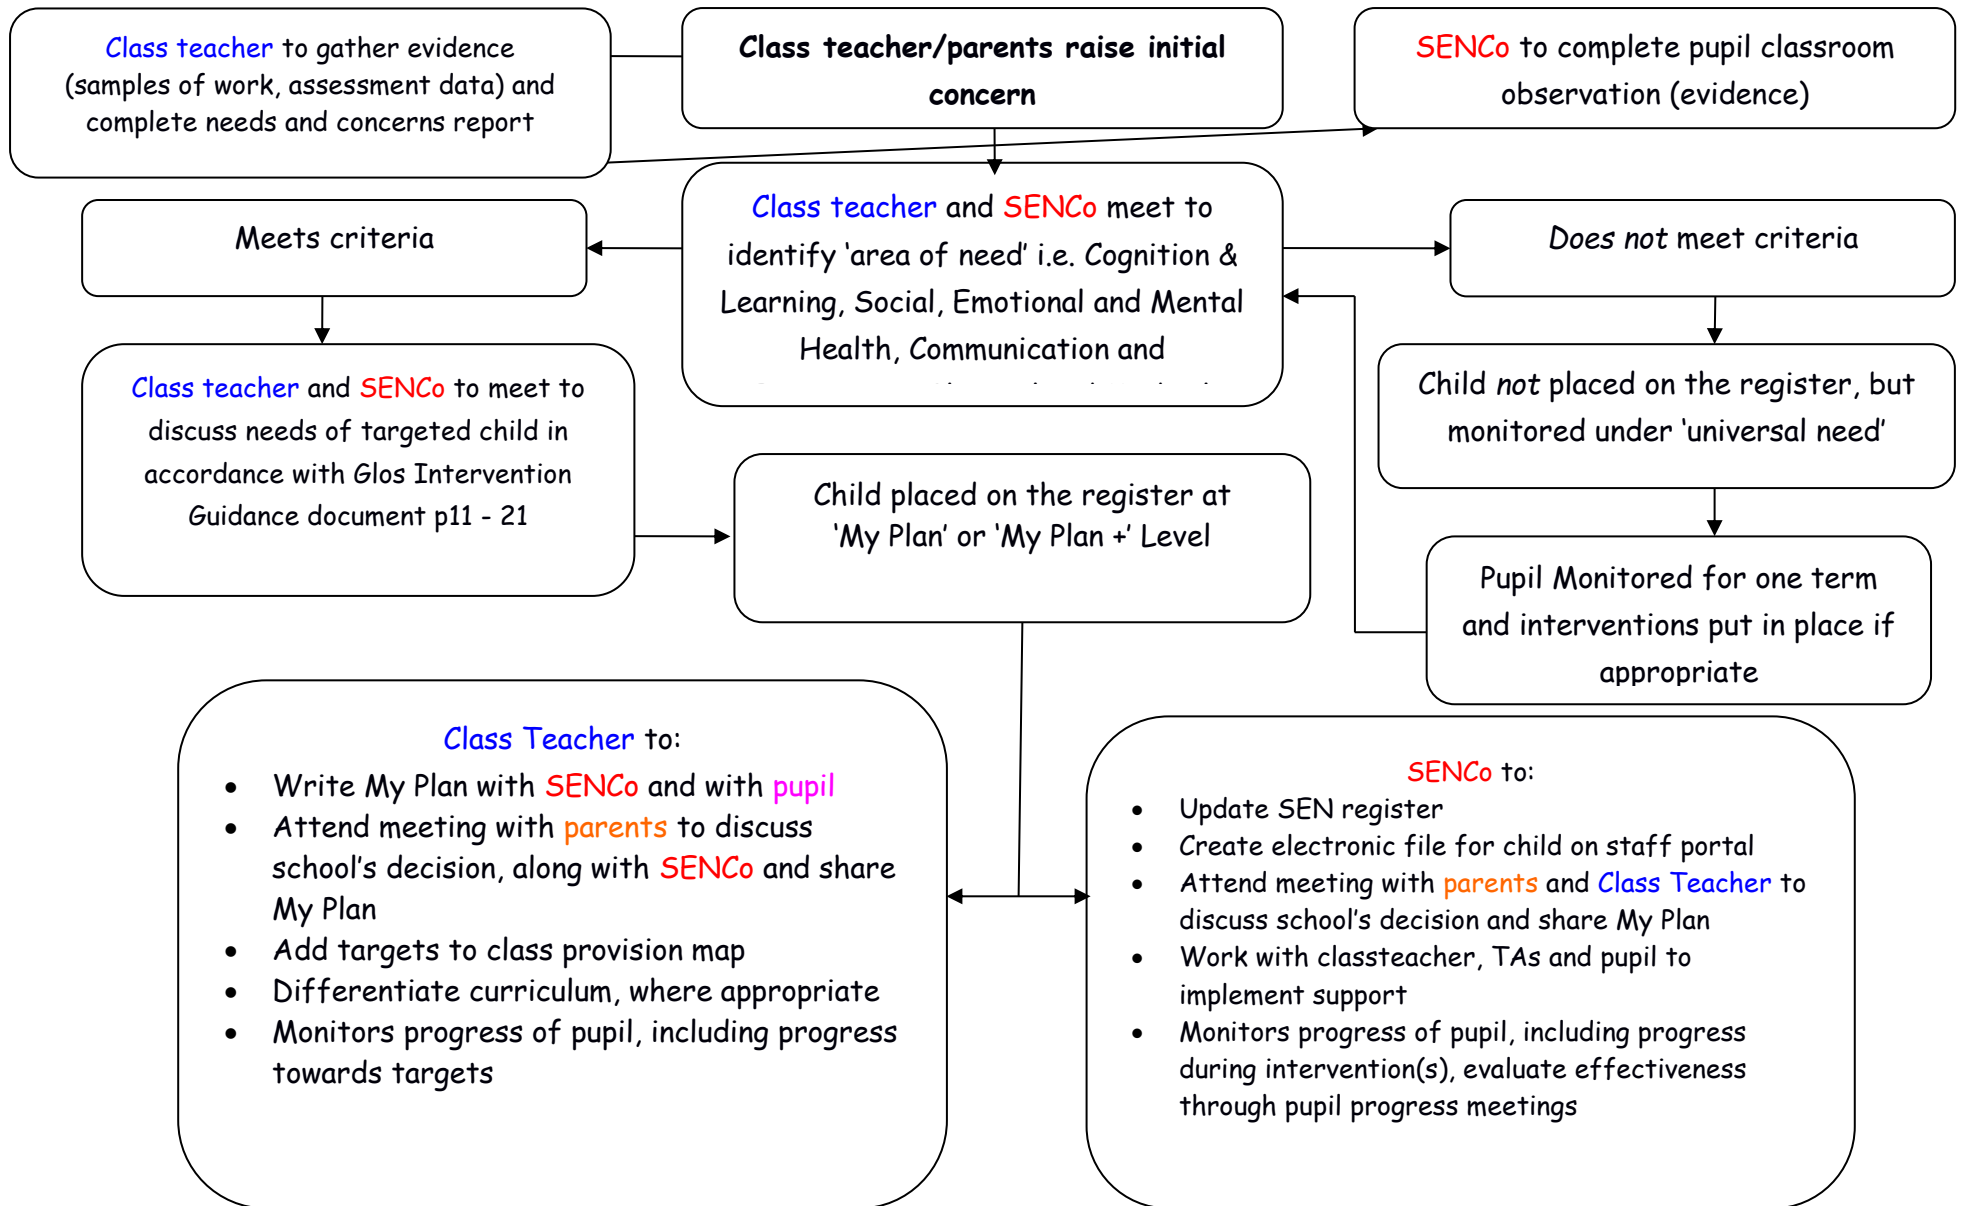 Class teacher to gather evidence
(samples of work, assessment data) and
complete needs and concerns report
Class teacher/parents raise initial
concern
SENCo to complete pupil classroom
observation (evidence)
Meets criteria
Class teacher and SENCo meet to
identify ‘area of need’ i.e. Cognition &
Learning, Social, Emotional and Mental
Health, Communication and
Does not meet criteria
Class teacher and SENCo to meet to
discuss needs of targeted child in
accordance with Glos Intervention
Guidance document p11 - 21
Child placed on the register at
‘My Plan’ or ‘My Plan +’ Level
Child not placed on the register, but
monitored under ‘universal need’
Pupil Monitored for one term
and interventions put in place if
appropriate
Class Teacher to:
• Write My Plan with SENCo and with pupil
• Attend meeting with parents to discuss
school’s decision, along with SENCo and share
My Plan
• Add targets to class provision map
• Differentiate curriculum, where appropriate
• Monitors progress of pupil, including progress
towards targets
SENCo to:
• Update SEN register
• Create electronic file for child on staff portal
• Attend meeting with parents and Class Teacher to
discuss school’s decision and share My Plan
• Work with classteacher, TAs and pupil to
implement support
• Monitors progress of pupil, including progress
during intervention(s), evaluate effectiveness
through pupil progress meetings